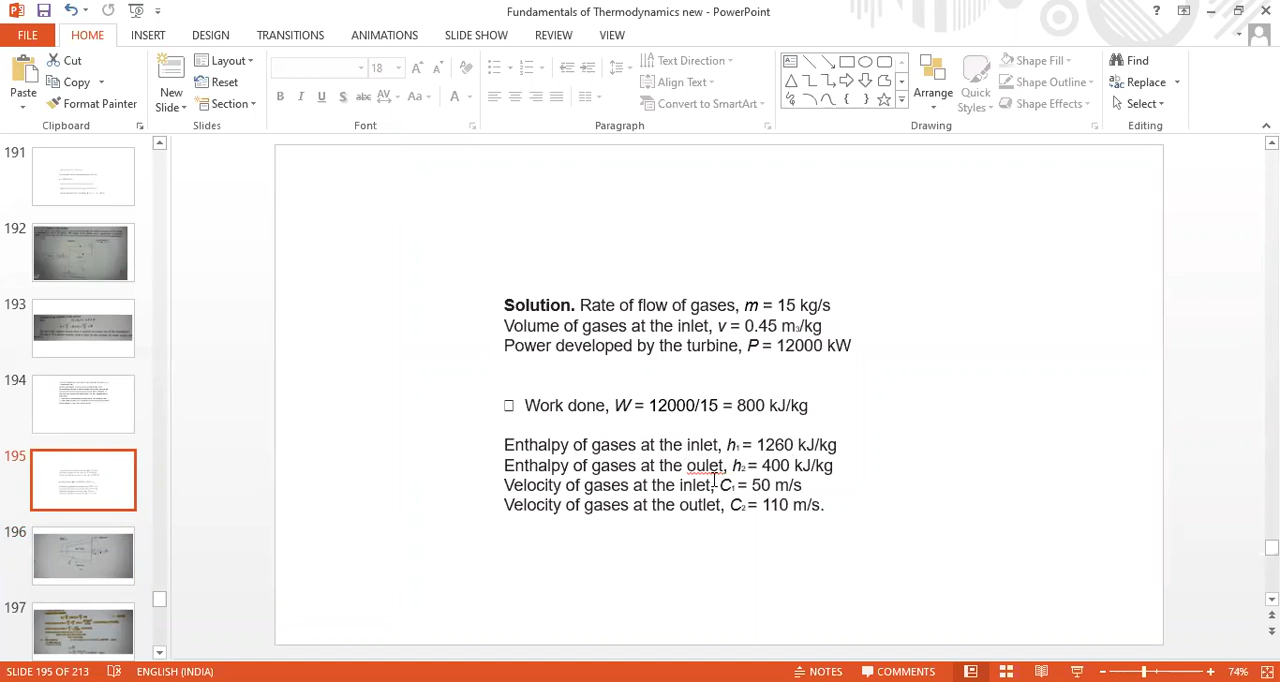 Fundamentals of Thermodynamics new - PowerPoint
FILE HOME INSERT DESIGN TRANSITIONS ANIMATIONS SLIDE SHOW REVIEW VIEW
Paste
Cut
Copy
Format Painter
Clipboard
New Slide
Layout
Reset
Section
Slides
18
Font
Text Direction
Align Text
Convert to SmartArt
Paragraph
Arrange
Quick Styles
Shape Fill
Shape Outline
Shape Effects
Drawing
Find
Replace
Select
Editing
191
192
193
194
195
196
197
Solution. Rate of flow of gases, m = 15 kg/s
Volume of gases at the inlet, v = 0.45 m3/kg
Power developed by the turbine, P = 12000 kW
Work done, W = 12000/15 = 800 kJ/kg
Enthalpy of gases at the inlet, h1 = 1260 kJ/kg
Enthalpy of gases at the oulet, h2 = 400 kJ/kg
Velocity of gases at the inlet, C1 = 50 m/s
Velocity of gases at the outlet, C2 = 110 m/s.
SLIDE 195 OF 213 ENGLISH (INDIA) NOTES COMMENTS 74%